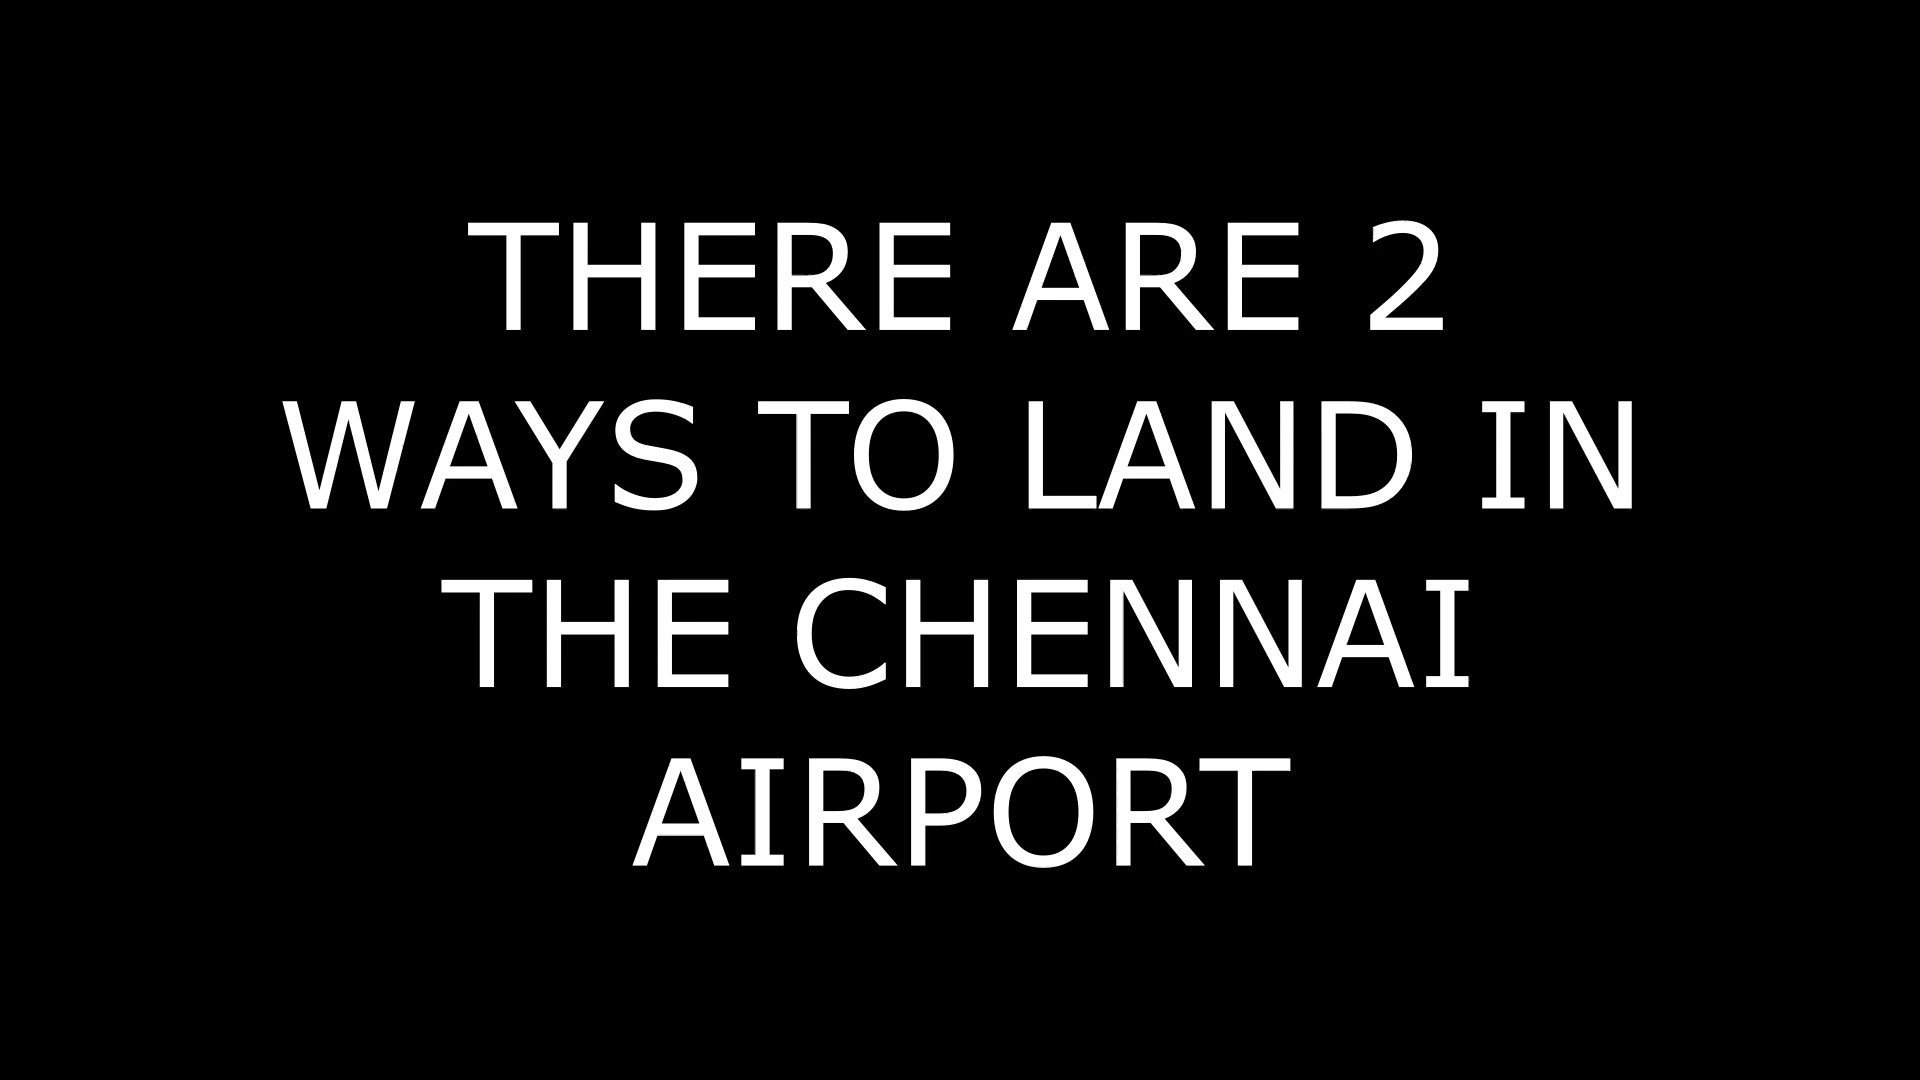 THERE ARE 2
WAYS TO LAND IN
THE CHENNAI
AIRPORT